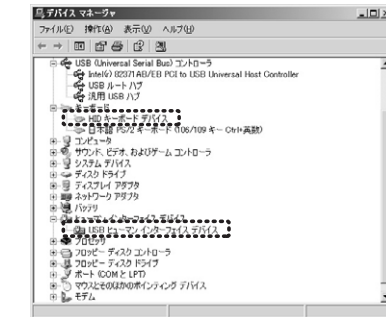 デバイス マネージャ
ファイル(F) 操作(A) 表示(V) ヘルプ(H)
USB (Universal Serial Bus) コントローラ
Intel(r) 82371AB/EB PCI to USB Universal Host Controller
USB ルート ハブ
汎用 USB ハブ
キーボード
HID キーボード デバイス
日本語 PS/2 キーボード (106/109 キー Ctrl+英数)
コンピュータ
サウンド、ビデオ、およびゲーム コントローラ
システム デバイス
ディスク ドライブ
ディスプレイ アダプタ
ネットワーク アダプタ
バッテリ
ヒューマン インターフェイス デバイス
USB ヒューマン インターフェイス デバイス
プロセッサ
フロッピー ディスク コントローラ
フロッピー ディスク ドライブ
ポート (COM と LPT)
マウスとそのほかのポインティング デバイス
モデム